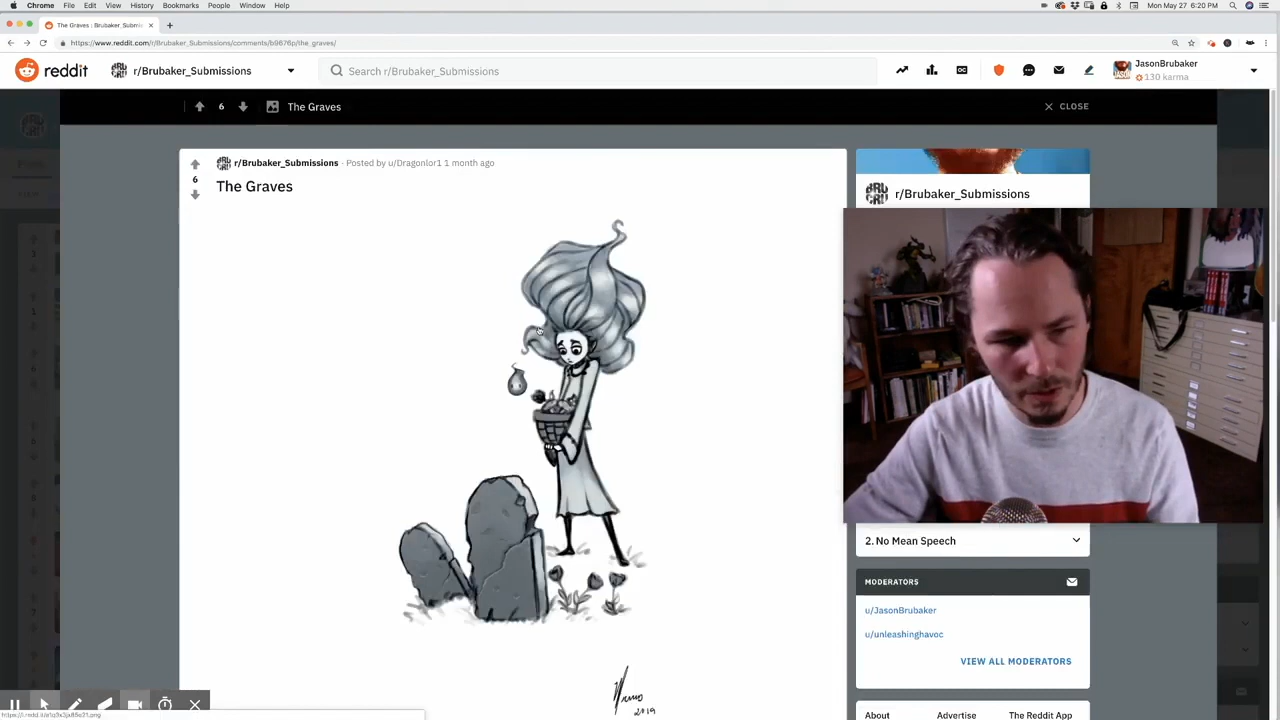 Chrome File Edit View History Bookmarks People Window Help Mon May 27 6:20 PM
The Graves : Brubaker_Submis
https://www.reddit.com/r/Brubaker_Submissions/comments/b9676p/the_graves/
reddit r/Brubaker_Submissions Search r/Brubaker_Submissions JasonBrubaker
130 karma
6 The Graves CLOSE
r/Brubaker_Submissions · Posted by u/Dragonlor1 1 month ago
6
The Graves
r/Brubaker_Submissions
2. No Mean Speech
MODERATORS
u/JasonBrubaker
u/unleashinghavoc
VIEW ALL MODERATORS
2019
About Advertise The Reddit App